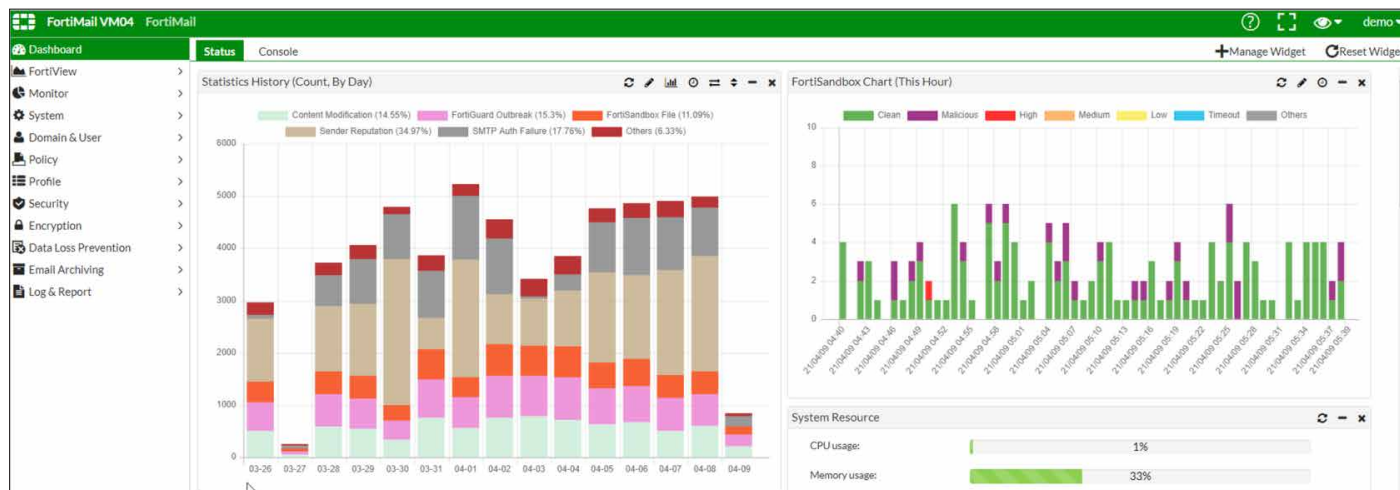 FortiMail VM04 FortiMail
demo
Dashboard
FortiView
Monitor
System
Domain & User
Policy
Profile
Security
Encryption
Data Loss Prevention
Email Archiving
Log & Report
Status Console
Manage Widget Reset Widge
Statistics History (Count, By Day)
Content Modification (14.55%) FortiGuard Outbreak (15.3%) FortiSandbox File (11.09%)
Sender Reputation (34.97%) SMTP Auth Failure (17.76%) Others (6.33%)
6000
5000
4000
3000
2000
1000
0
03-26 03-27 03-28 03-29 03-30 03-31 04-01 04-02 04-03 04-04 04-05 04-06 04-07 04-08 04-09
FortiSandbox Chart (This Hour)
Clean Malicious High Medium Low Timeout Others
10
8
6
4
2
0
21/04/09 04:40 21/04/09 04:43 21/04/09 04:46 21/04/09 04:49 21/04/09 04:52 21/04/09 04:55 21/04/09 04:58 21/04/09 05:01 21/04/09 05:04 21/04/09 05:07 21/04/09 05:10 21/04/09 05:13 21/04/09 05:16 21/04/09 05:19 21/04/09 05:22 21/04/09 05:25 21/04/09 05:28 21/04/09 05:31 21/04/09 05:34 21/04/09 05:37 21/04/09 05:39
System Resource
CPU usage: 1%
Memory usage: 33%